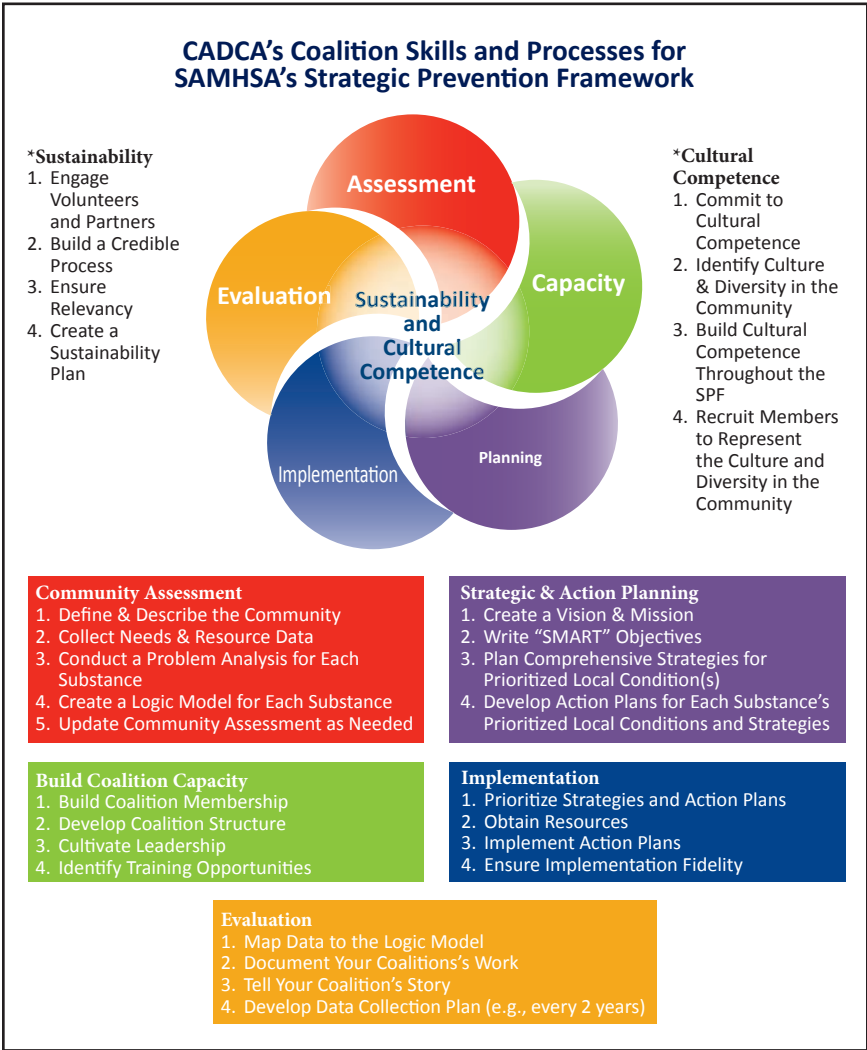 CADCA's Coalition Skills and Processes for
SAMHSA's Strategic Prevention Framework
*Sustainability
1. Engage
Volunteers
and Partners
2. Build a Credible
Process
3. Ensure
Relevancy
4. Create a
Sustainability
Plan
Assessment
Capacity
Planning
Implementation
Evaluation
Sustainability
and
Cultural
Competence
*Cultural
Competence
1. Commit to
Cultural
Competence
2. Identify Culture
& Diversity in the
Community
3. Build Cultural
Competence
Throughout the
SPF
4. Recruit Members
to Represent
the Culture and
Diversity in the
Community
Community Assessment
1. Define & Describe the Community
2. Collect Needs & Resource Data
3. Conduct a Problem Analysis for Each
Substance
4. Create a Logic Model for Each Substance
5. Update Community Assessment as Needed
Strategic & Action Planning
1. Create a Vision & Mission
2. Write "SMART" Objectives
3. Plan Comprehensive Strategies for
Prioritized Local Condition(s)
4. Develop Action Plans for Each Substance's
Prioritized Local Conditions and Strategies
Build Coalition Capacity
1. Build Coalition Membership
2. Develop Coalition Structure
3. Cultivate Leadership
4. Identify Training Opportunities
Implementation
1. Prioritize Strategies and Action Plans
2. Obtain Resources
3. Implement Action Plans
4. Ensure Implementation Fidelity
Evaluation
1. Map Data to the Logic Model
2. Document Your Coalitions's Work
3. Tell Your Coalition's Story
4. Develop Data Collection Plan (e.g., every 2 years)